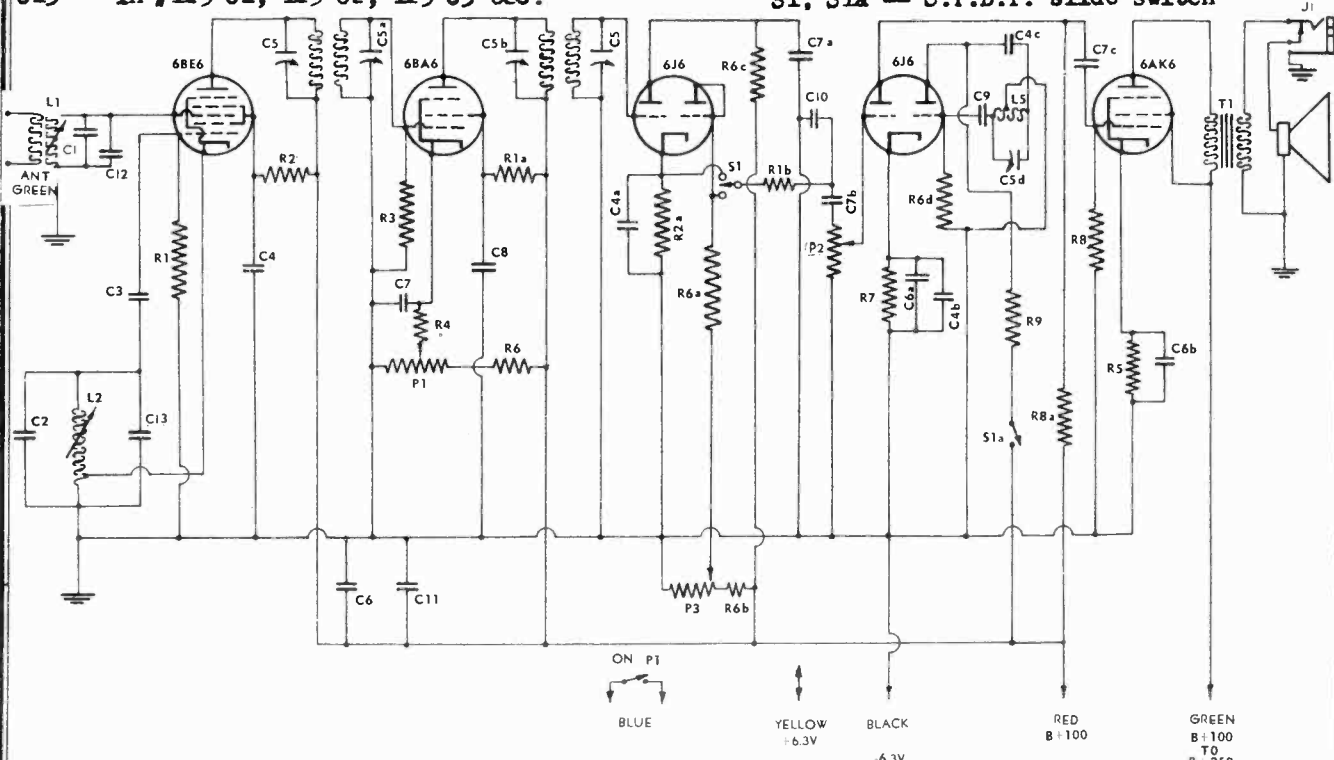 S1, S1a — S.P.D.T. slide switch
J1
C5
C5a
C5b
C5
C7a
C4c
C7c
6BE6
6BA6
6J6
R6c
6J6
6AK6
L1
C1
C12
ANT
GREEN
R2
R1a
C10
C9
L5
C5d
T1
S1
R1b
C7b
R6d
R3
C4a
R2a
P2
R8
R1
C4
C8
R6a
R7
C6a
C4b
C3
C7
R4
R9
R6
P1
R5
C6b
L2
C2
C13
S1a
R8a
C6
C11
P3
R6b
ON P1
BLUE
YELLOW
+6.3V
BLACK
-6.3V
RED
B+100
GREEN
B+100
TO